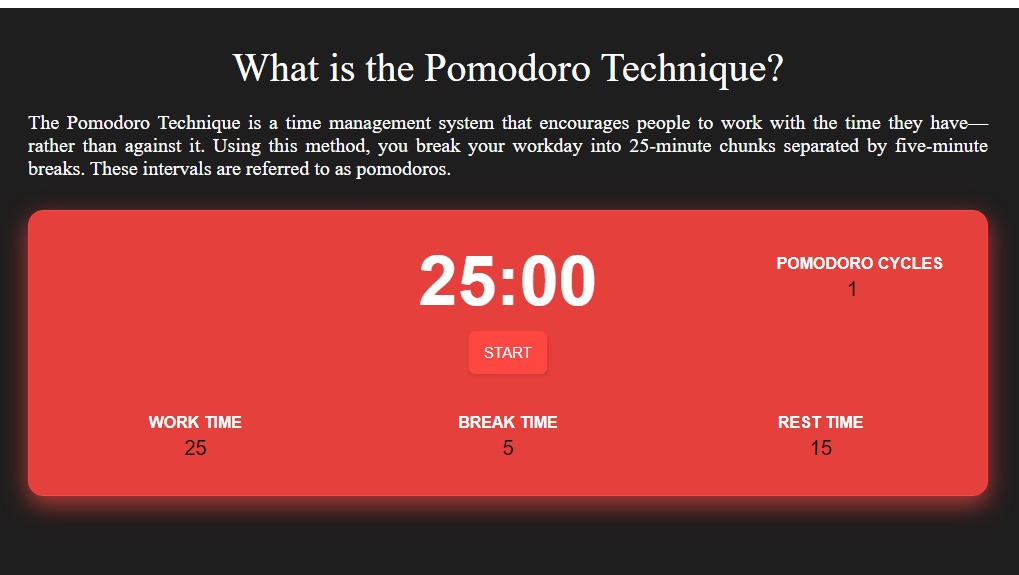 What is the Pomodoro Technique?
The Pomodoro Technique is a time management system that encourages people to work with the time they have—
rather than against it. Using this method, you break your workday into 25-minute chunks separated by five-minute
breaks. These intervals are referred to as pomodoros.
25:00
POMODORO CYCLES
1
START
WORK TIME
25
BREAK TIME
5
REST TIME
15